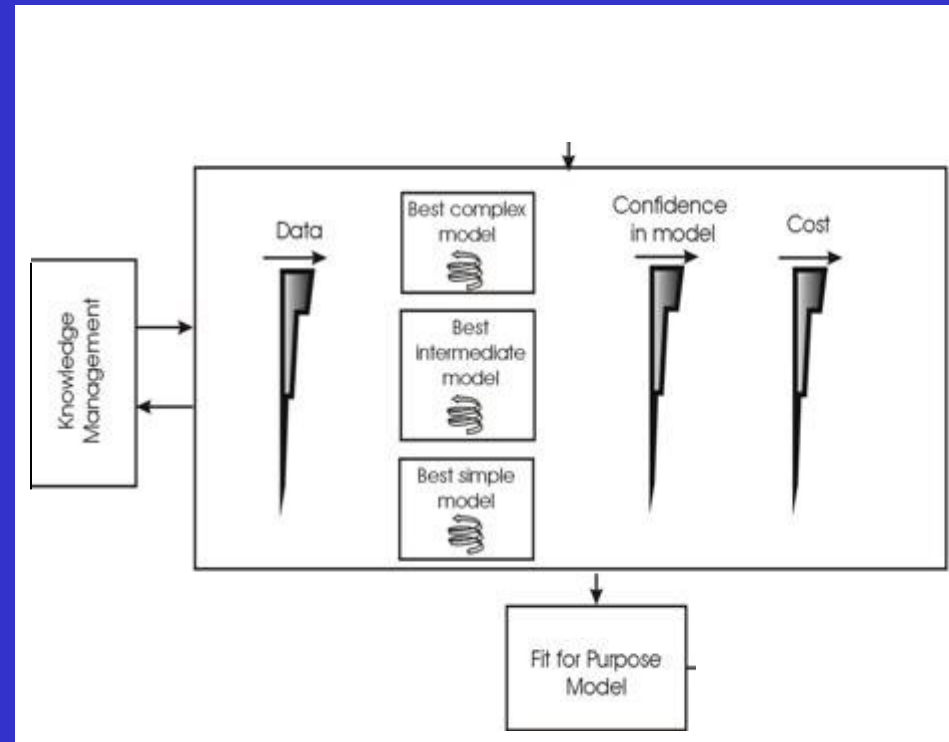 Knowledge
Management
Data
Best complex
model
Best
intermediate
model
Best simple
model
Confidence
in model
Cost
Fit for Purpose
Model